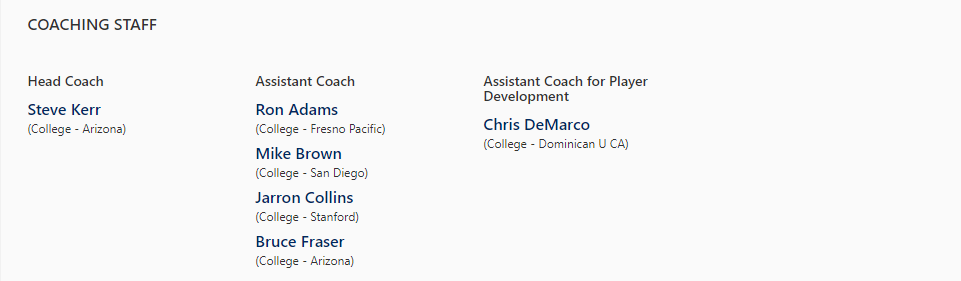 COACHING STAFF
Head Coach
Steve Kerr
(College - Arizona)
Assistant Coach
Ron Adams
(College - Fresno Pacific)
Mike Brown
(College - San Diego)
Jarron Collins
(College - Stanford)
Bruce Fraser
(College - Arizona)
Assistant Coach for Player
Development
Chris DeMarco
(College - Dominican U CA)